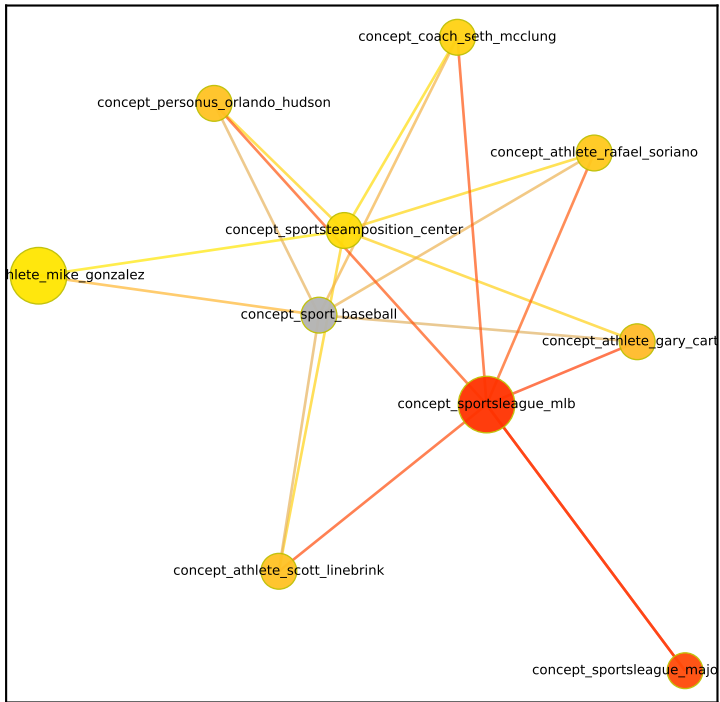 concept_coach_seth_mcclung
concept_personus_orlando_hudson
concept_athlete_rafael_soriano
concept_sportsteamposition_center
hlete_mike_gonzalez
concept_sport_baseball
concept_athlete_gary_cart
concept_sportsleague_mlb
concept_athlete_scott_linebrink
concept_sportsleague_majo